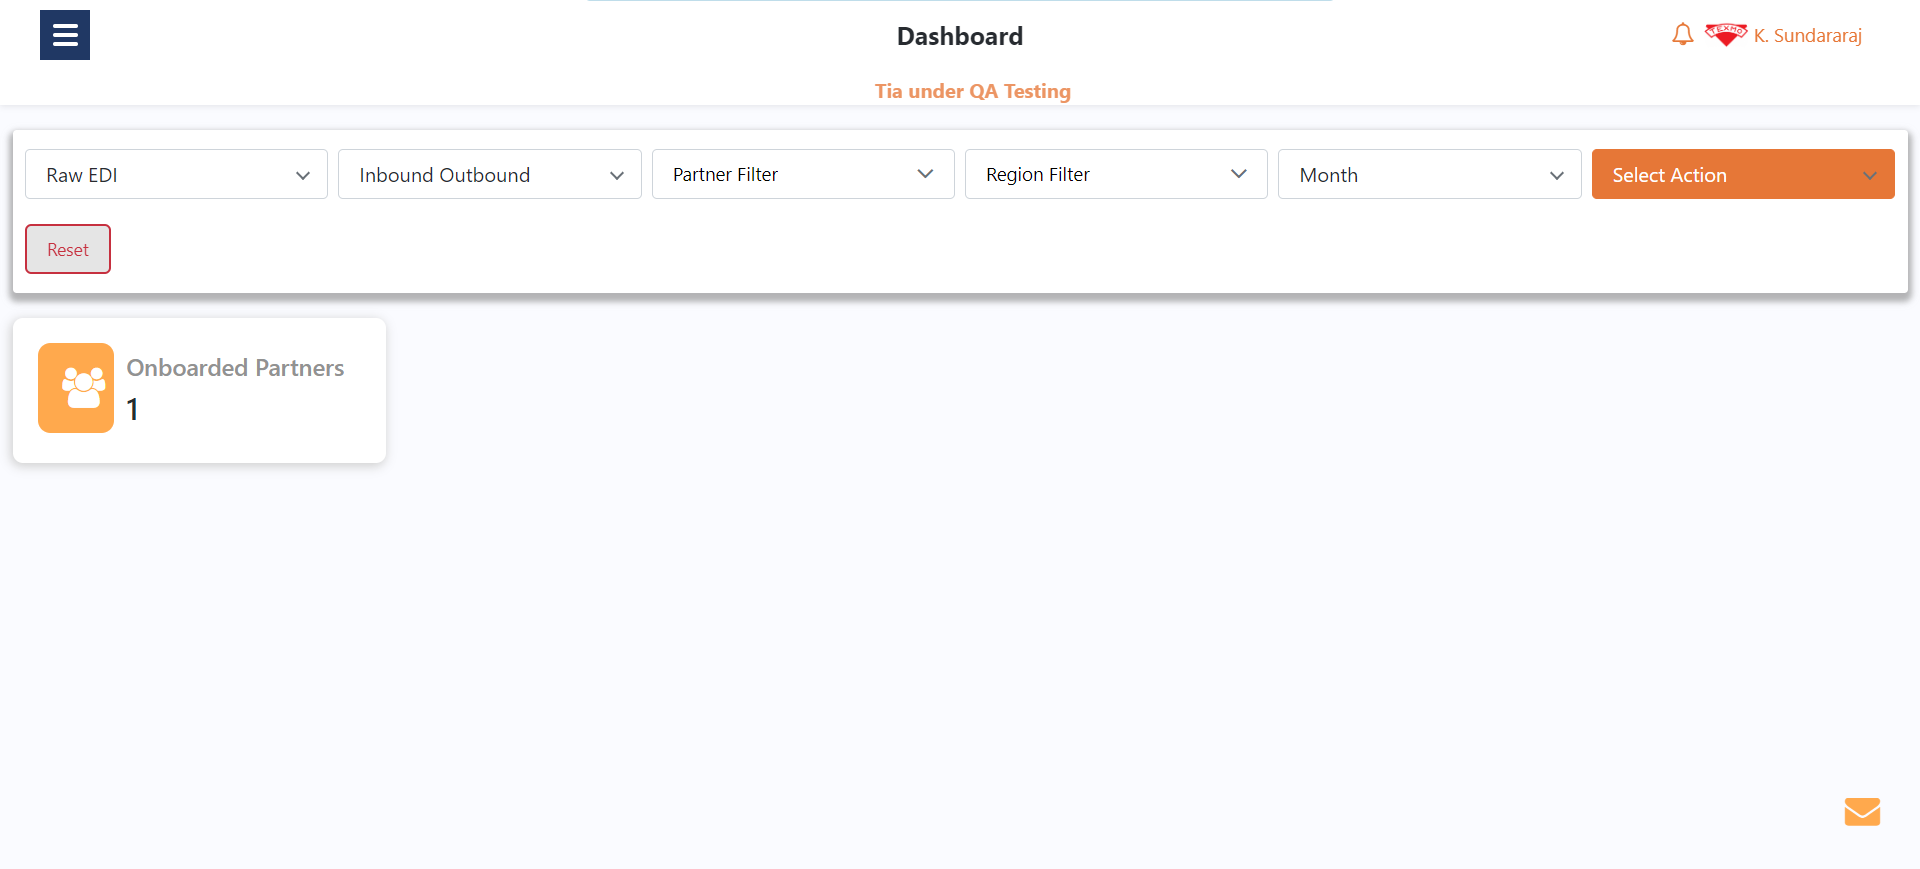 Dashboard
TEXMO
K. Sundararaj
Tia under QA Testing
Raw EDI
Inbound Outbound
Partner Filter
Region Filter
Month
Select Action
Reset
Onboarded Partners
1